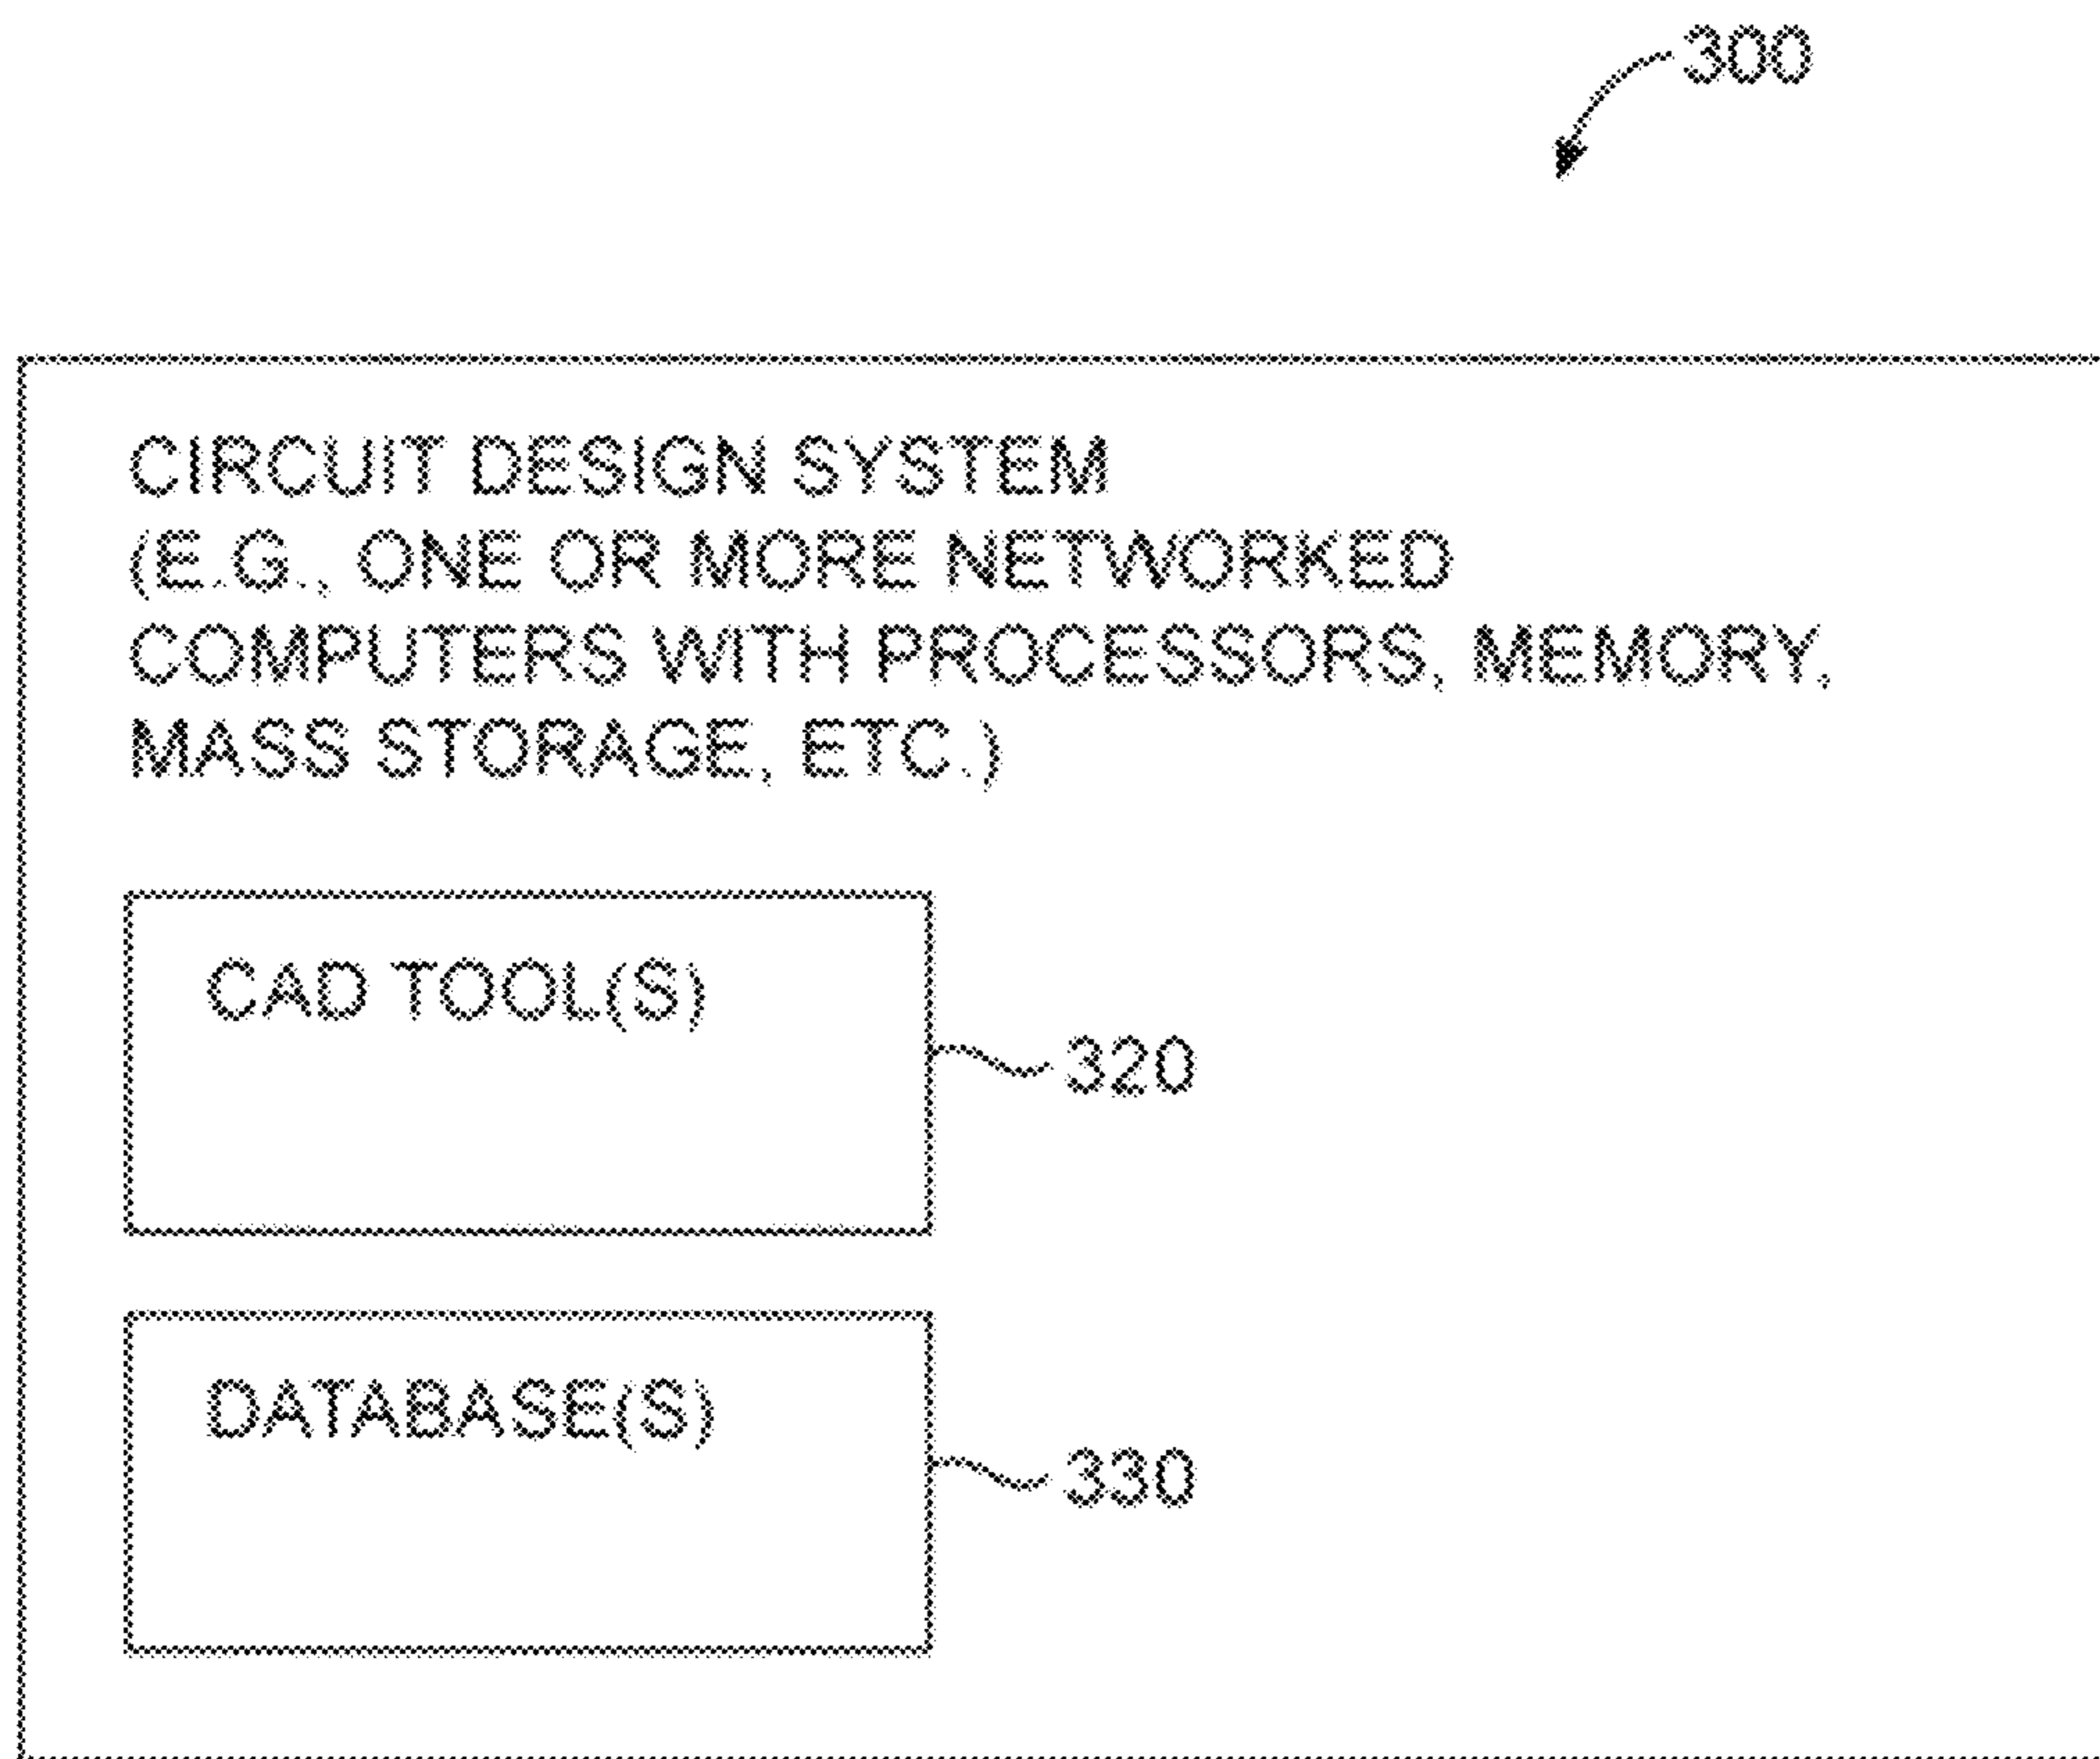 300
CIRCUIT DESIGN SYSTEM
(E.G., ONE OR MORE NETWORKED
COMPUTERS WITH PROCESSORS, MEMORY,
MASS STORAGE, ETC.)
CAD TOOL(S)
320
DATABASE(S)
330